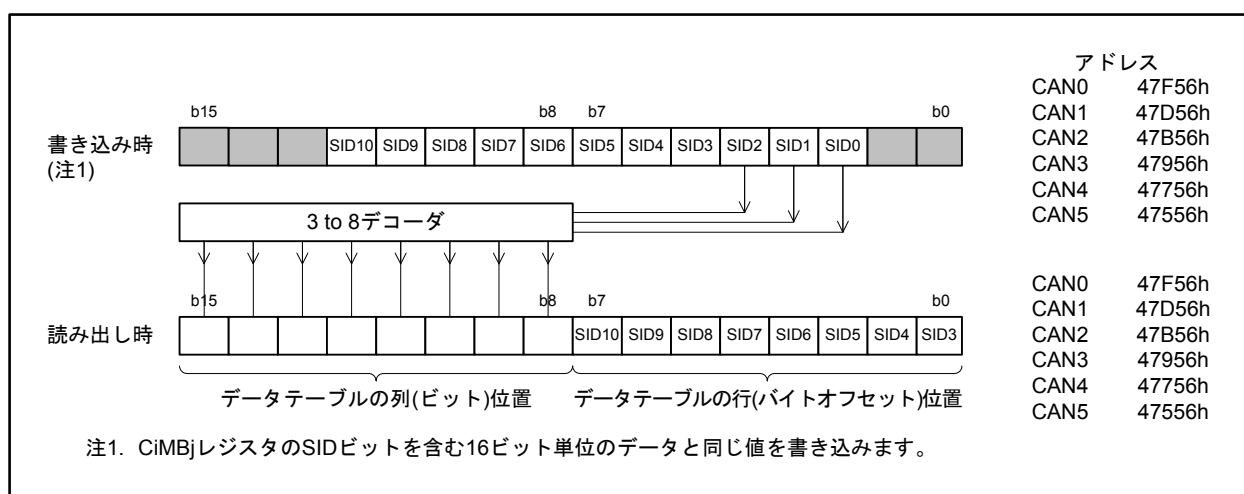 アドレス
CAN0 47F56h
CAN1 47D56h
CAN2 47B56h
CAN3 47956h
CAN4 47756h
CAN5 47556h
b15 b8 b7 b0
書き込み時
(注1)
SID10 SID9 SID8 SID7 SID6 SID5 SID4 SID3 SID2 SID1 SID0
3 to 8デコーダ
CAN0 47F56h
CAN1 47D56h
CAN2 47B56h
CAN3 47956h
CAN4 47756h
CAN5 47556h
b15 b8 b7 b0
読み出し時
SID10 SID9 SID8 SID7 SID6 SID5 SID4 SID3
データテーブルの列(ビット)位置 データテーブルの行(バイトオフセット)位置
注1. CiMBjレジスタのSIDビットを含む16ビット単位のデータと同じ値を書き込みます。